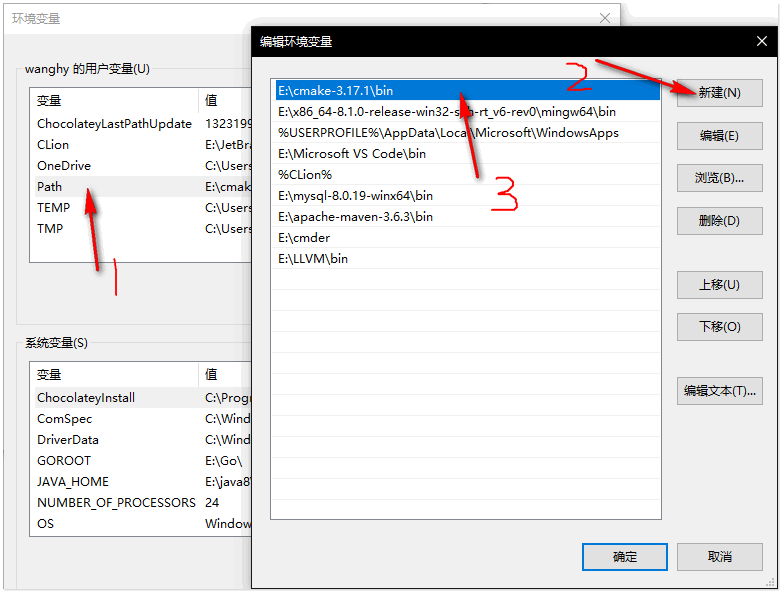 环境变量
wanghy 的用户变量(U)
变量 值
ChocolateyLastPathUpdate 1323199
CLion E:\JetBra
OneDrive C:\Users
Path E:\cmak
TEMP C:\Users
TMP C:\Users
1
系统变量(S)
变量 值
ChocolateyInstall C:\Progr
ComSpec C:\Wind
DriverData C:\Wind
GOROOT E:\Go\
JAVA_HOME E:\java8\
NUMBER_OF_PROCESSORS 24
OS Window
编辑环境变量
E:\cmake-3.17.1\bin
E:\x86_64-8.1.0-release-win32-seh-rt_v6-rev0\mingw64\bin
%USERPROFILE%\AppData\Local\Microsoft\WindowsApps
E:\Microsoft VS Code\bin
%CLion%
E:\mysql-8.0.19-winx64\bin
E:\apache-maven-3.6.3\bin
E:\cmder
E:\LLVM\bin
2
3
新建(N)
编辑(E)
浏览(B)...
删除(D)
上移(U)
下移(O)
编辑文本(T)...
确定
取消